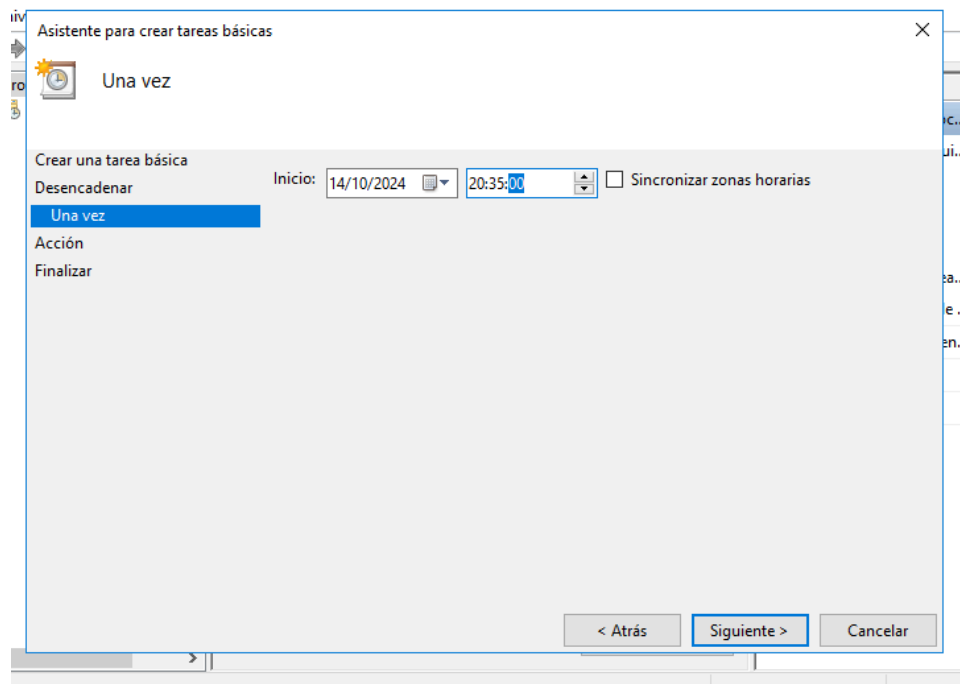 Asistente para crear tareas básicas
Una vez
Crear una tarea básica
Desencadenar
Una vez
Acción
Finalizar
Inicio: 14/10/2024 20:35:00 Sincronizar zonas horarias
< Atrás Siguiente > Cancelar